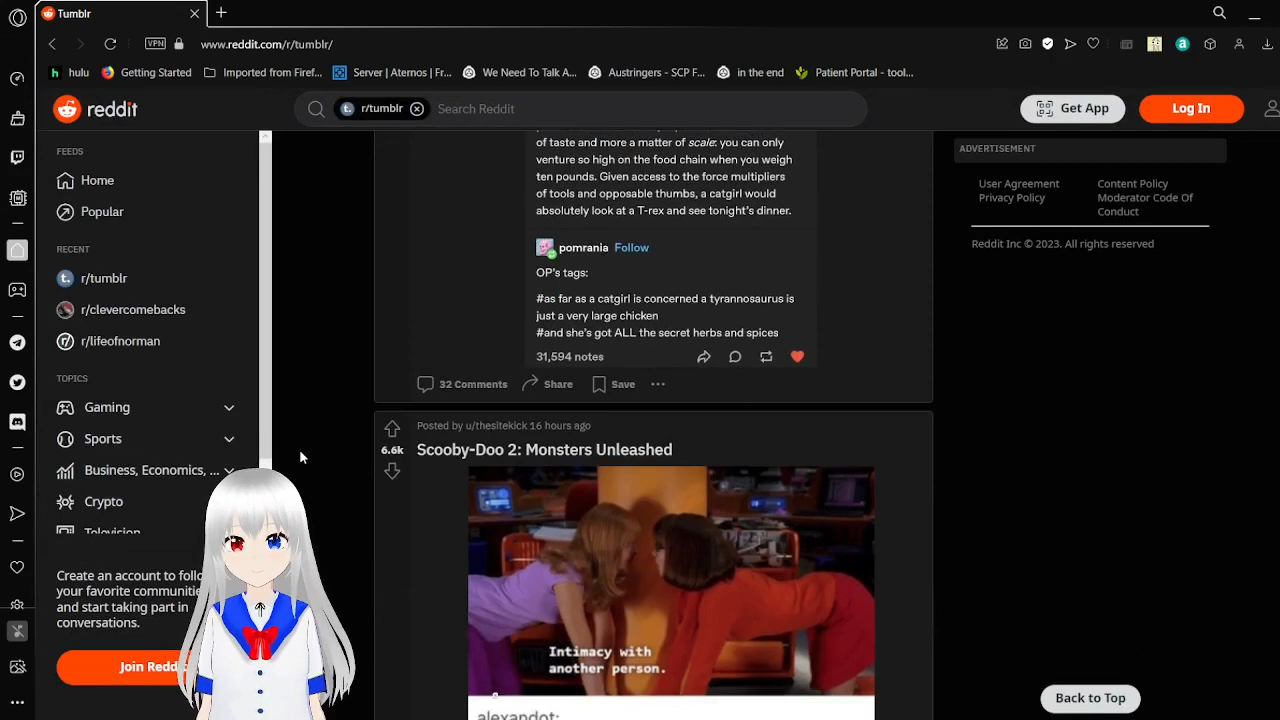 Tumblr
VPN
www.reddit.com/r/tumblr/
hulu
Getting Started
Imported from Firef...
Server | Aternos | Fr...
We Need To Talk A...
Austringers - SCP F...
in the end
Patient Portal - tool...
reddit
r/tumblr
Search Reddit
Get App
Log In
FEEDS
Home
Popular
RECENT
r/tumblr
r/clevercomebacks
r/lifeofnorman
TOPICS
Gaming
Sports
Business, Economics, ...
Crypto
Television
Create an account to follo
your favorite communitie
and start taking part in
conversations.
Join Reddi
of taste and more a matter of scale: you can only
venture so high on the food chain when you weigh
ten pounds. Given access to the force multipliers
of tools and opposable thumbs, a catgirl would
absolutely look at a T-rex and see tonight's dinner.
pomrania Follow
OP's tags:
#as far as a catgirl is concerned a tyrannosaurus is
just a very large chicken
#and she's got ALL the secret herbs and spices
31,594 notes
32 Comments
Share
Save
Posted by u/thesitekick 16 hours ago
6.6k
Scooby-Doo 2: Monsters Unleashed
Intimacy with
another person.
alexandot:
ADVERTISEMENT
User Agreement
Privacy Policy
Content Policy
Moderator Code Of
Conduct
Reddit Inc © 2023. All rights reserved
Back to Top